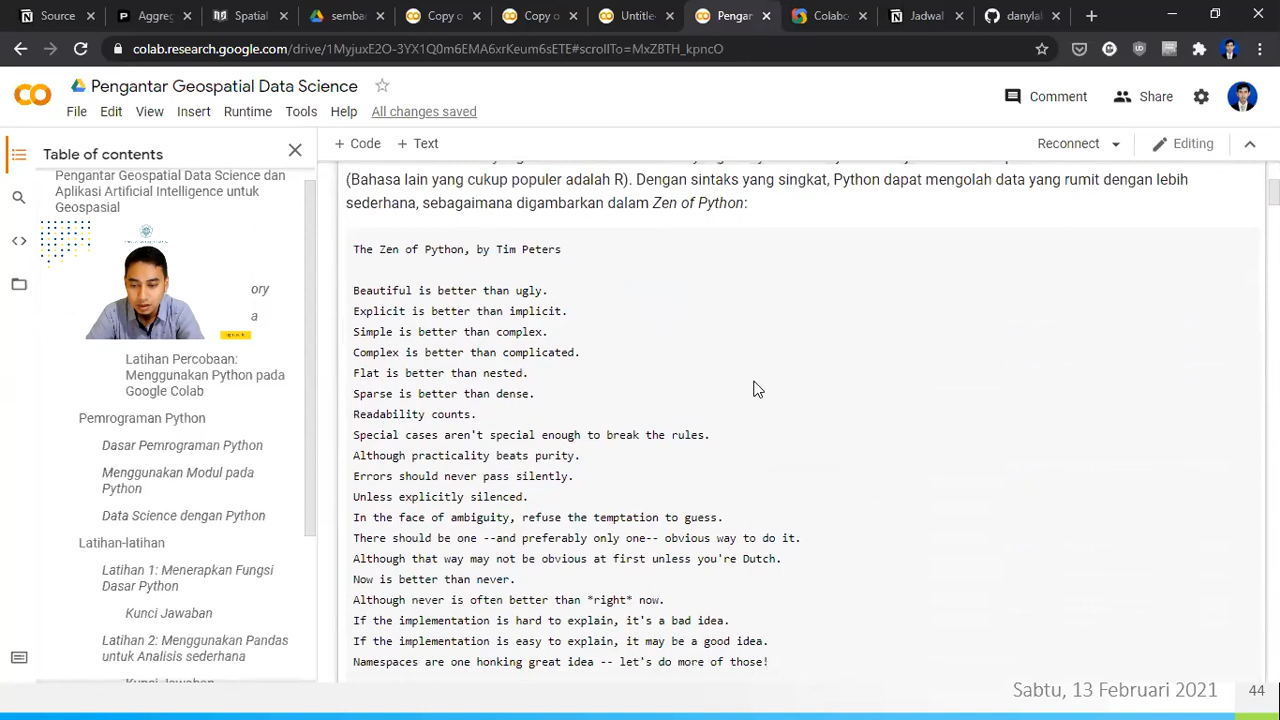 Source
Aggre
Spatial
semba
Copy o
Copy o
Untitle
Pengar
Colabo
Jadwal
danylal
colab.research.google.com/drive/1MyjuxE2O-3YX1Q0m6EMA6xrKeum6sETE#scrollTo=MxZBTH_kpncO
Pengantar Geospatial Data Science
File Edit View Insert Runtime Tools Help All changes saved
Comment
Share
Table of contents
+ Code + Text
Reconnect
Editing
Pengantar Geospatial Data Science dan
Aplikasi Artificial Intelligence untuk
Geospasial
ory
a
Latihan Percobaan:
Menggunakan Python pada
Google Colab
Pemrograman Python
Dasar Pemrograman Python
Menggunakan Modul pada
Python
Data Science dengan Python
Latihan-latihan
Latihan 1: Menerapkan Fungsi
Dasar Python
Kunci Jawaban
Latihan 2: Menggunakan Pandas
untuk Analisis sederhana
Kunci Jawaban
(Bahasa lain yang cukup populer adalah R). Dengan sintaks yang singkat, Python dapat mengolah data yang rumit dengan lebih
sederhana, sebagaimana digambarkan dalam Zen of Python:
The Zen of Python, by Tim Peters
Beautiful is better than ugly.
Explicit is better than implicit.
Simple is better than complex.
Complex is better than complicated.
Flat is better than nested.
Sparse is better than dense.
Readability counts.
Special cases aren't special enough to break the rules.
Although practicality beats purity.
Errors should never pass silently.
Unless explicitly silenced.
In the face of ambiguity, refuse the temptation to guess.
There should be one --and preferably only one-- obvious way to do it.
Although that way may not be obvious at first unless you're Dutch.
Now is better than never.
Although never is often better than *right* now.
If the implementation is hard to explain, it's a bad idea.
If the implementation is easy to explain, it may be a good idea.
Namespaces are one honking great idea -- let's do more of those!
Sabtu, 13 Februari 2021
44